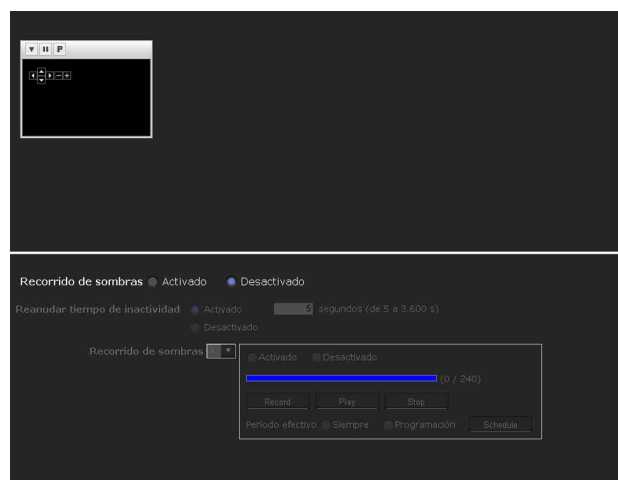 P
Recorrido de sombras Activado Desactivado
Reanudar tiempo de inactividad Activado 5 segundos (de 5 a 3.600 s)
Desactivado
Recorrido de sombras A
Activado Desactivado
(0 / 240)
Record Play Stop
Período efectivo Siempre Programación Schedule